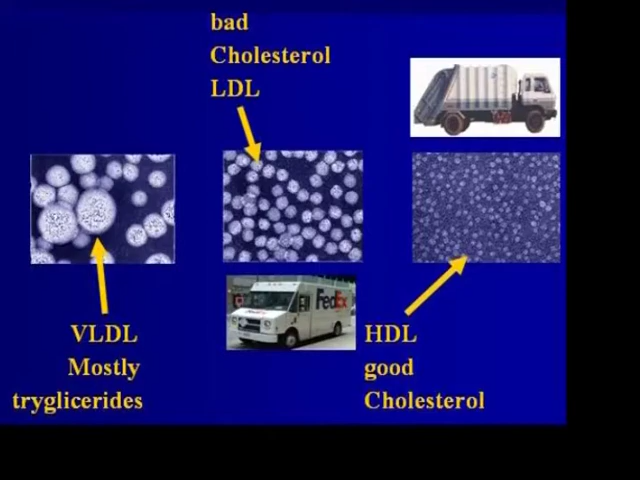 bad
Cholesterol
LDL
FedEx
VLDL
Mostly
tryglicerides
HDL
good
Cholesterol